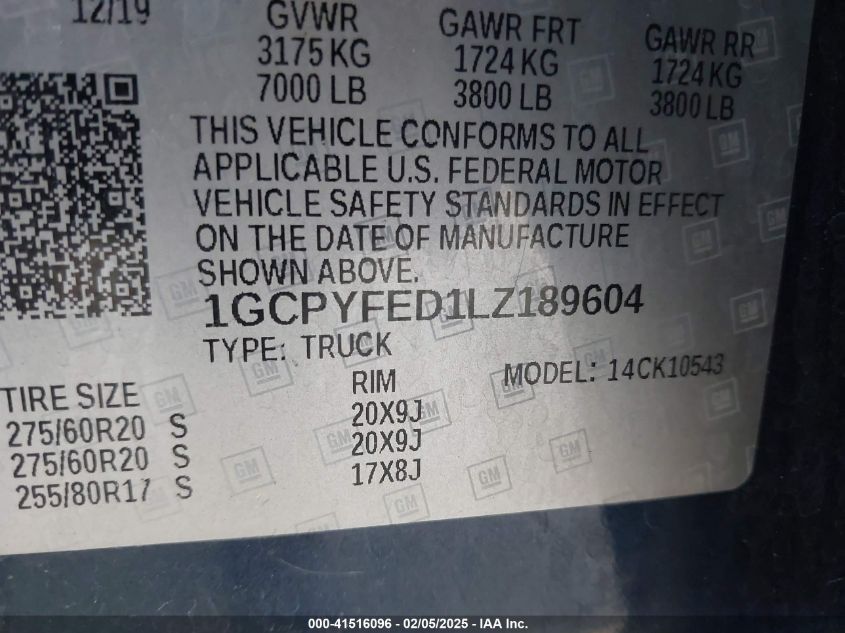 12/19
GVWR GAWR FRT GAWR RR
3175 KG 1724 KG 1724 KG
7000 LB 3800 LB 3800 LB
THIS VEHICLE CONFORMS TO ALL
APPLICABLE U.S. FEDERAL MOTOR
VEHICLE SAFETY STANDARDS IN EFFECT
ON THE DATE OF MANUFACTURE
SHOWN ABOVE.
1GCPYFED1LZ189604
TYPE: TRUCK
MODEL: 14CK10543
TIRE SIZE RIM
275/60R20 S 20X9J
275/60R20 S 20X9J
255/80R17 S 17X8J
GM
000-41516096 - 02/05/2025 - IAA Inc.